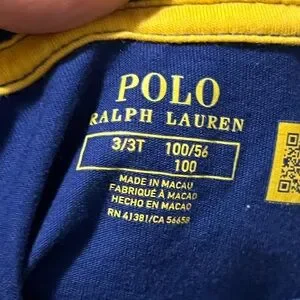 POLO
RALPH LAUREN
3/3T 100/56
100
MADE IN MACAU
FABRIQUÉ À MACAO
HECHO EN MACAO
RN 41381/CA 56658